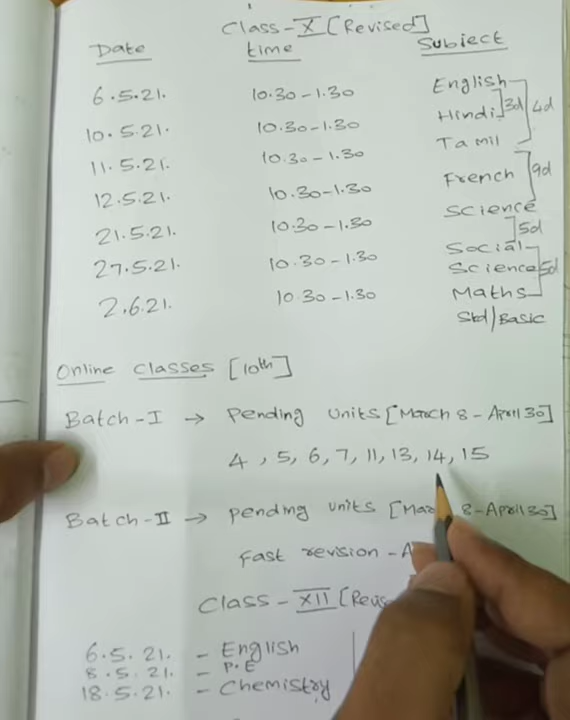 Class-X [Revised]
Date time Subject
6.5.21. 10.30-1.30 English
10.5.21. 10.30-1.30 Hindi 3d 4d
11.5.21. 10.30-1.30 Tamil
12.5.21. 10.30-1.30 French 9d
21.5.21. 10.30-1.30 Science
27.5.21. 10.30-1.30 Social 5d
Science 5d
2.6.21. 10.30-1.30 Maths
Std/Basic
Online Classes [10th]
Batch-I → Pending Units [March 8-April 30]
4, 5, 6, 7, 11, 13, 14, 15
Batch-II → Pending Units [Mar 8-April 30]
Fast revision - A
Class-XII [Revise
6.5.21. - English
8.5.21. - P.E
18.5.21. - Chemistry